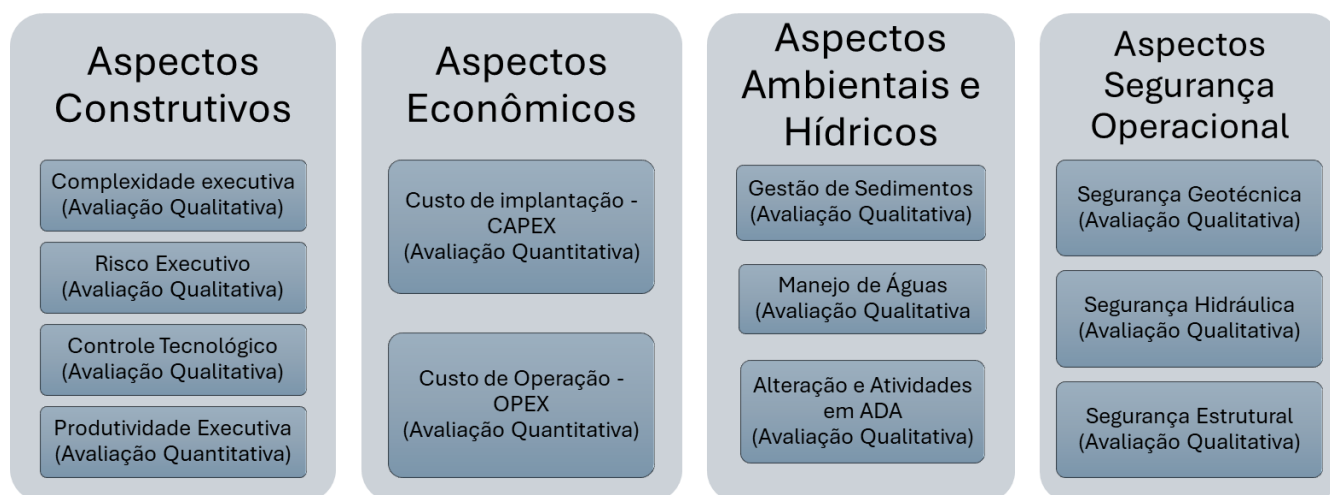 Aspectos
Construtivos
Complexidade executiva
(Avaliação Qualitativa)
Risco Executivo
(Avaliação Qualitativa)
Controle Tecnológico
(Avaliação Qualitativa)
Produtividade Executiva
(Avaliação Quantitativa)
Aspectos
Econômicos
Custo de implantação -
CAPEX
(Avaliação Quantitativa)
Custo de Operação -
OPEX
(Avaliação Quantitativa)
Aspectos
Ambientais e
Hídricos
Gestão de Sedimentos
(Avaliação Qualitativa)
Manejo de Águas
(Avaliação Qualitativa
Alteração e Atividades
em ADA
(Avaliação Qualitativa)
Aspectos
Segurança
Operacional
Segurança Geotécnica
(Avaliação Qualitativa)
Segurança Hidráulica
(Avaliação Qualitativa)
Segurança Estrutural
(Avaliação Qualitativa)